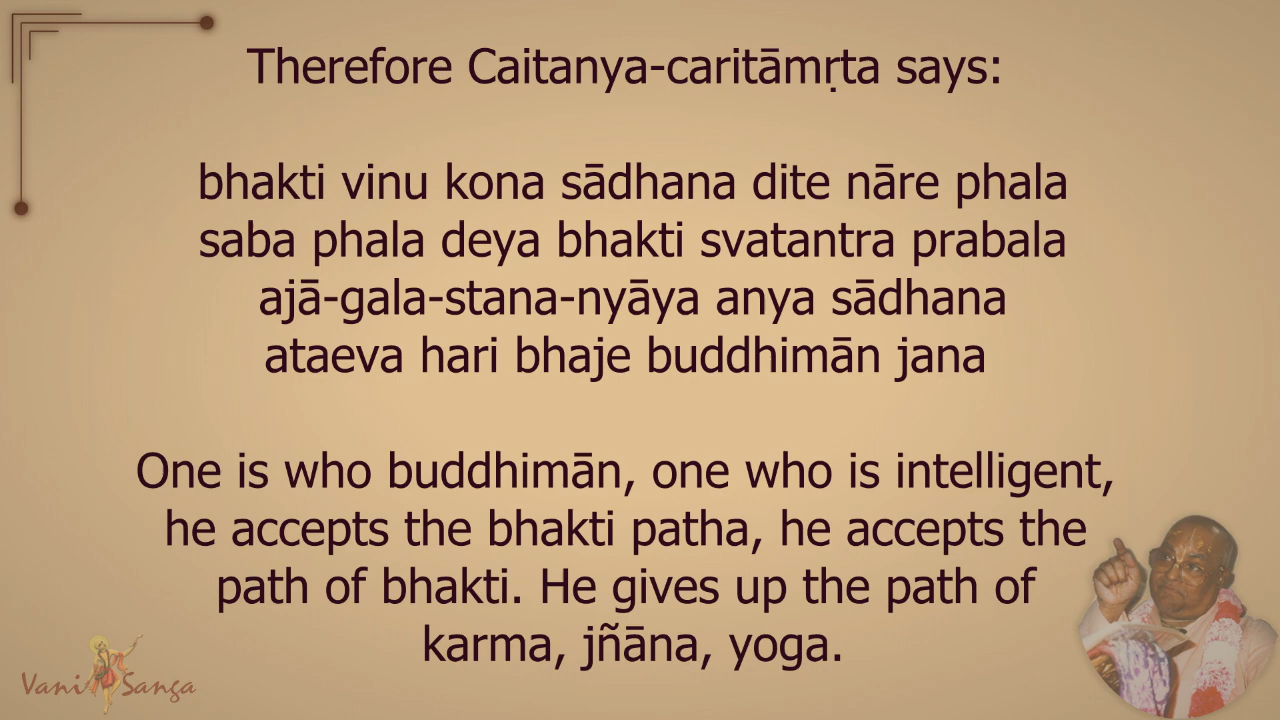 Therefore Caitanya-caritāmṛta says:
bhakti vinu kona sādhana dite nāre phala
saba phala deya bhakti svatantra prabala
ajā-gala-stana-nyāya anya sādhana
ataeva hari bhaje buddhimān jana
One is who buddhimān, one who is intelligent,
he accepts the bhakti patha, he accepts the
path of bhakti. He gives up the path of
karma, jñāna, yoga.
Vani Sanga